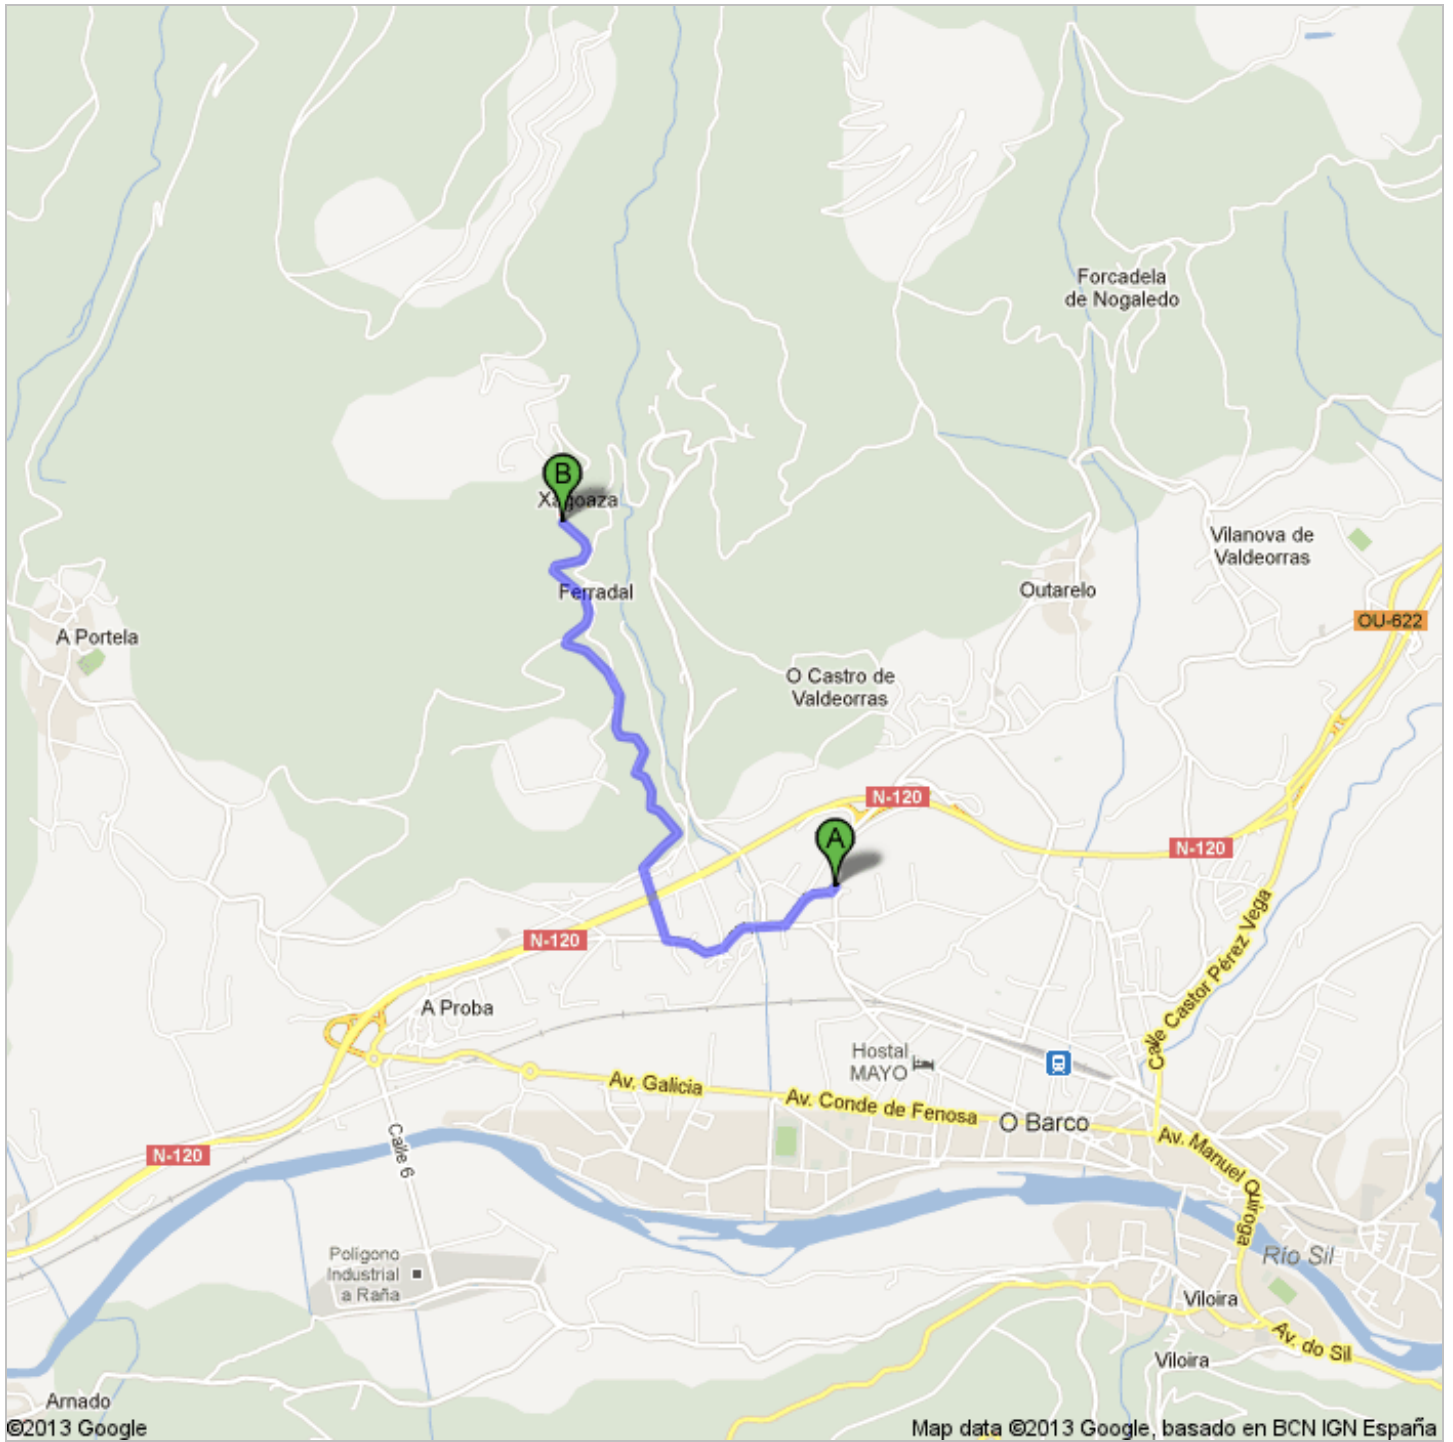 Forcadela
de Nogaledo
B
Xagoaza
Vilanova de
Valdeorras
Ferradal
Outarelo
OU-622
A Portela
O Castro de
Valdeorras
N-120
A
N-120
Calle Castor Pérez Vega
N-120
A Proba
Hostal
MAYO
Av. Galicia
Av. Conde de Fenosa
O Barco
Calle 6
Av. Manuel Quiroga
N-120
Polígono
Industrial
a Raña
Río Sil
Viloira
Av. do Sil
Viloira
Arnado
©2013 Google
Map data ©2013 Google, basado en BCN IGN España